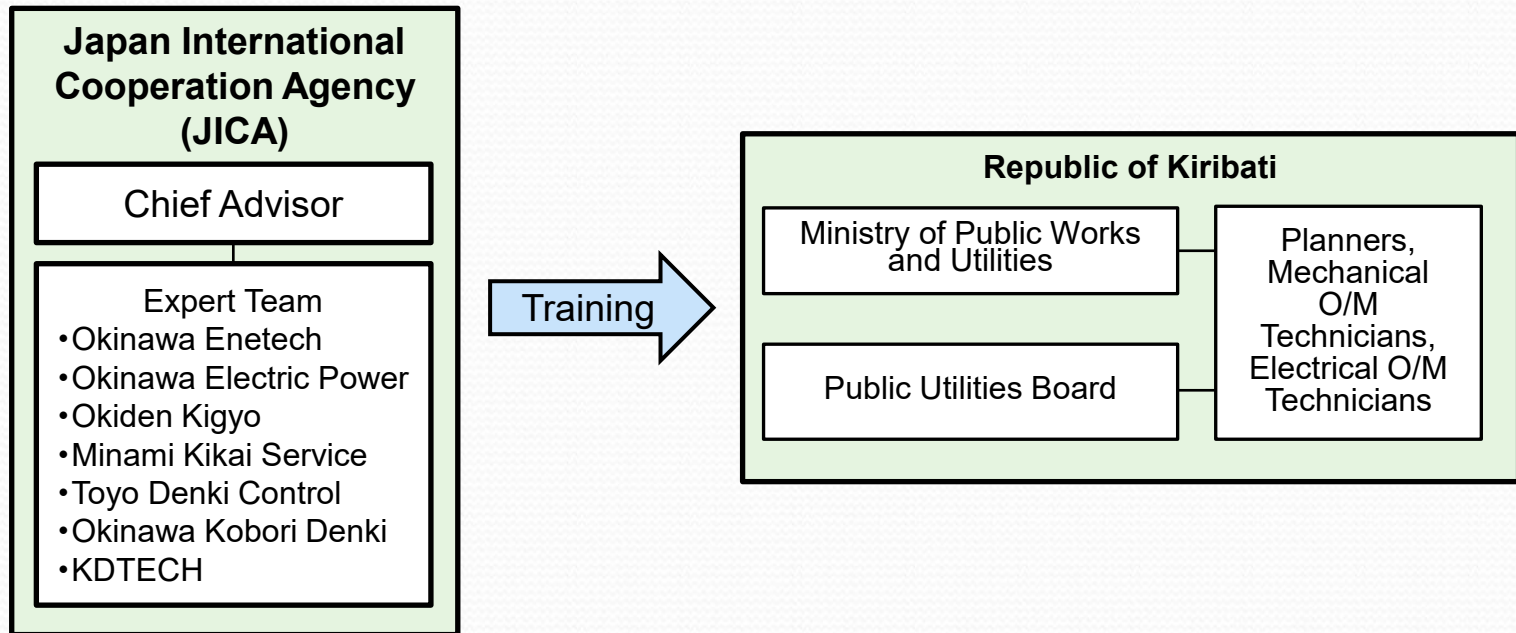 Japan International
Cooperation Agency
(JICA)
Chief Advisor
Expert Team
・Okinawa Enetech
・Okinawa Electric Power
・Okiden Kigyo
・Minami Kikai Service
・Toyo Denki Control
・Okinawa Kobori Denki
・KDTECH
Training
Republic of Kiribati
Ministry of Public Works
and Utilities
Public Utilities Board
Planners,
Mechanical
O/M
Technicians,
Electrical O/M
Technicians